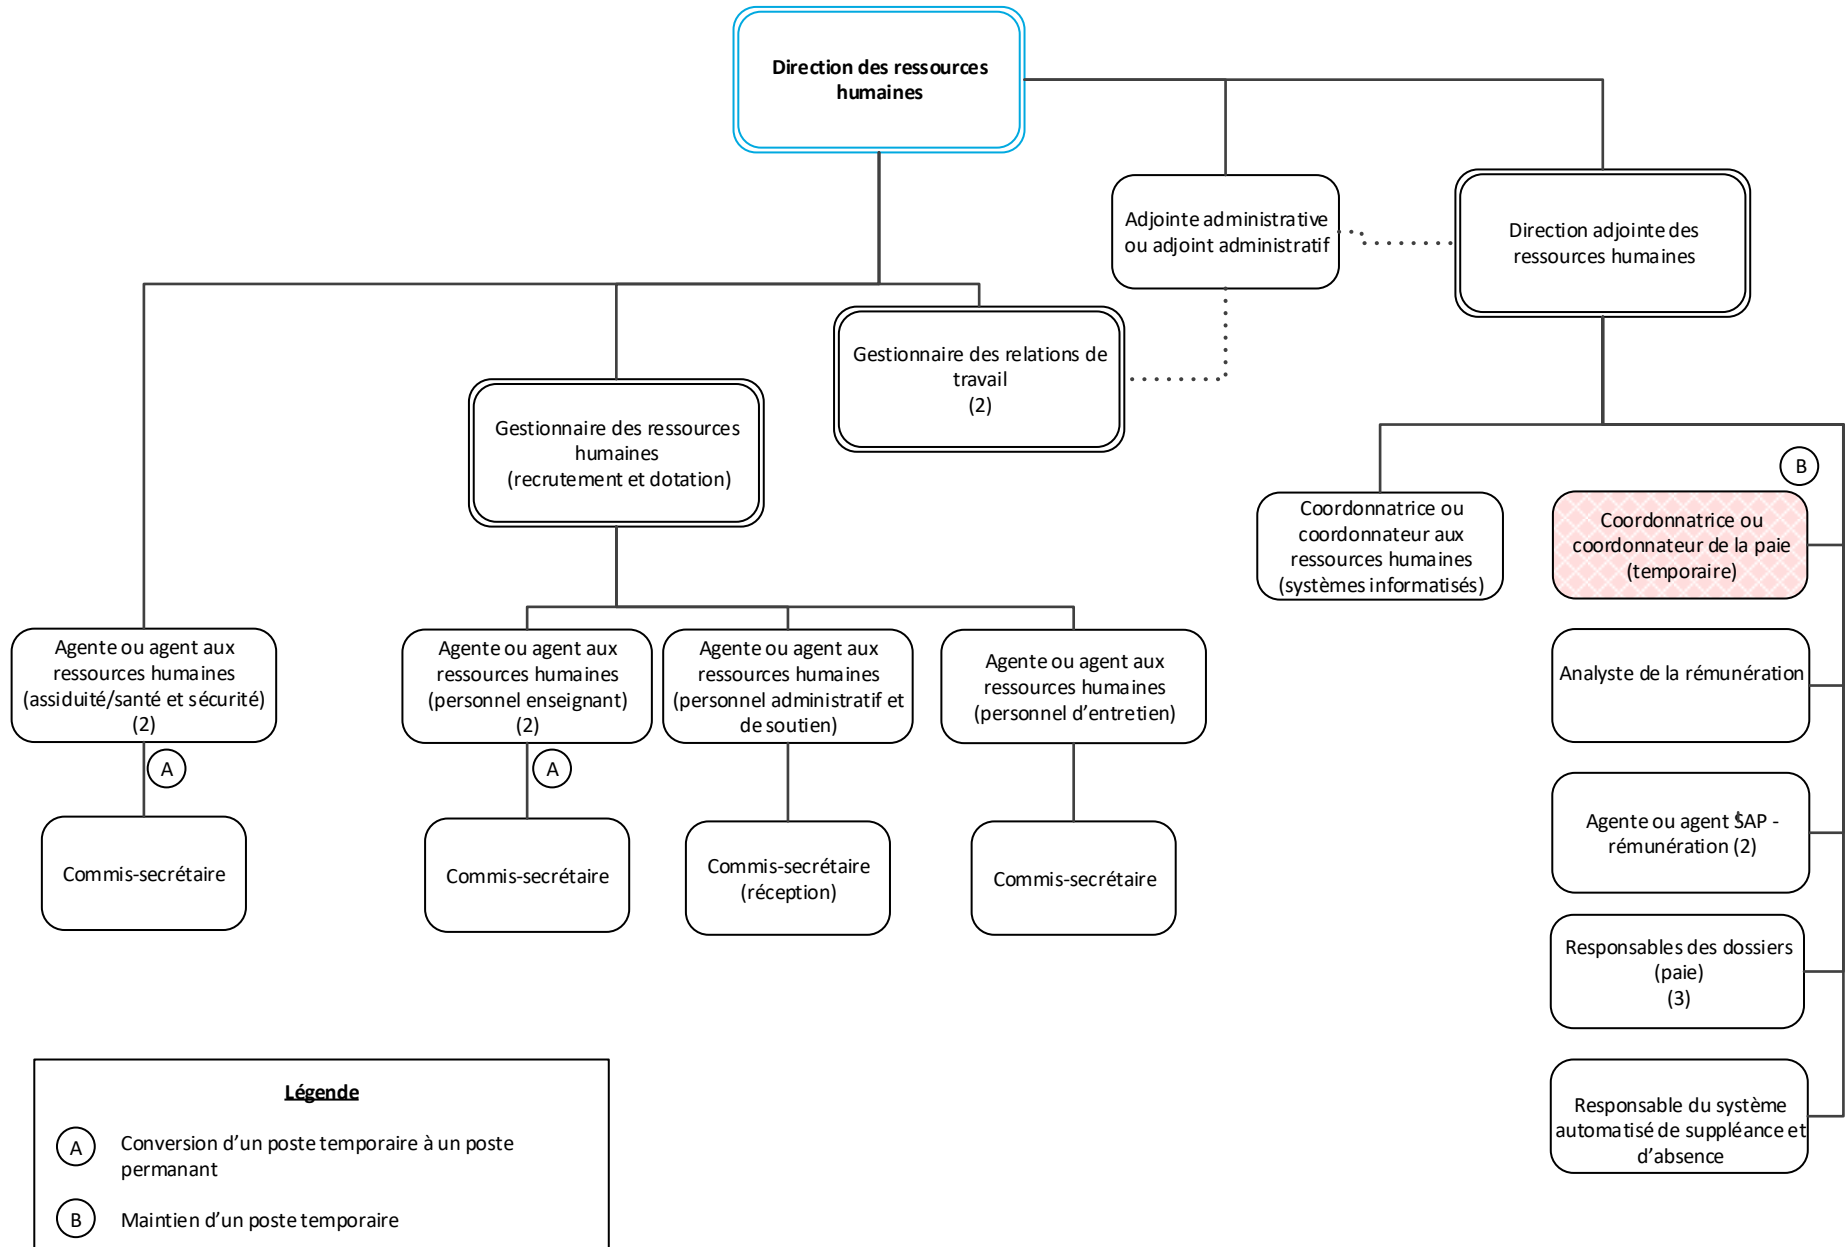 Direction des ressources
humaines
Adjointe administrative
ou adjoint administratif
Direction adjointe des
ressources humaines
Gestionnaire des relations de
travail
(2)
Gestionnaire des ressources
humaines
(recrutement et dotation)
B
Coordonnatrice ou
coordonnateur aux
ressources humaines
(systèmes informatisés)
Coordonnatrice ou
coordonnateur de la paie
(temporaire)
Agente ou agent aux
ressources humaines
(assiduité/santé et sécurité)
(2)
Agente ou agent aux
ressources humaines
(personnel enseignant)
(2)
Agente ou agent aux
ressources humaines
(personnel administratif et
de soutien)
Agente ou agent aux
ressources humaines
(personnel d’entretien)
Analyste de la rémunération
A
A
Agente ou agent SAP -
rémunération (2)
Commis-secrétaire
Commis-secrétaire
Commis-secrétaire
(réception)
Commis-secrétaire
Responsables des dossiers
(paie)
(3)
Responsable du système
automatisé de suppléance et
d’absence
Légende
A Conversion d’un poste temporaire à un poste
permanant
B Maintien d’un poste temporaire